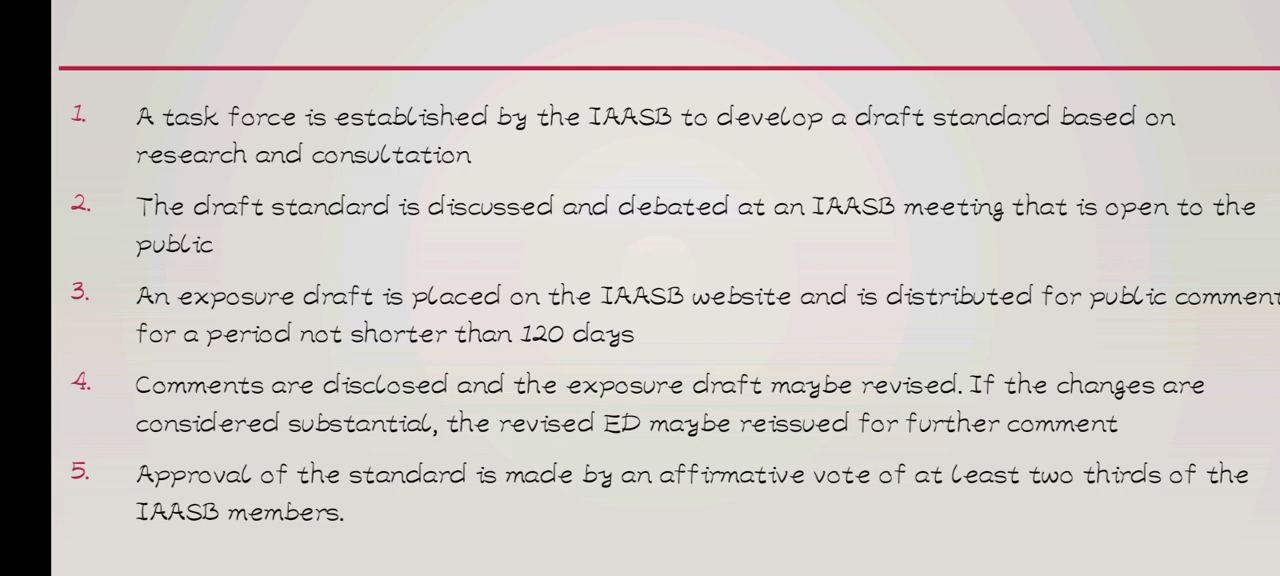 1. A task force is established by the IAASB to develop a draft standard based on
research and consultation
2. The draft standard is discussed and debated at an IAASB meeting that is open to the
public
3. An exposure draft is placed on the IAASB website and is distributed for public comment
for a period not shorter than 120 days
4. Comments are disclosed and the exposure draft maybe revised. If the changes are
considered substantial, the revised ED maybe reissued for further comment
5. Approval of the standard is made by an affirmative vote of at least two thirds of the
IAASB members.